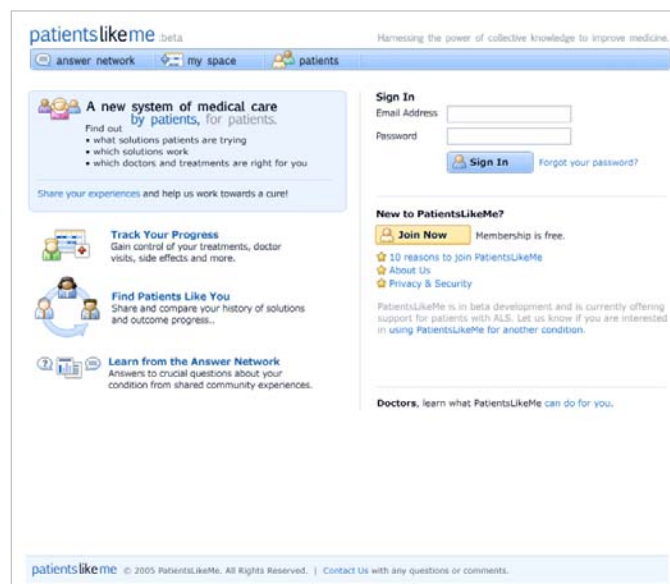 patientslikeme :beta
Harnessing the power of collective knowledge to improve medicine.
answer network
my space
patients
A new system of medical care
by patients, for patients.
Find out
• what solutions patients are trying
• which solutions work
• which doctors and treatments are right for you
Share your experiences and help us work towards a cure!
Track Your Progress
Gain control of your treatments, doctor
visits, side effects and more.
Find Patients Like You
Share and compare your history of solutions
and outcome progress..
Learn from the Answer Network
Answers to crucial questions about your
condition from shared community experiences.
Sign In
Email Address
Password
Sign In
Forgot your password?
New to PatientsLikeMe?
Join Now
Membership is free.
10 reasons to join PatientsLikeMe
About Us
Privacy & Security
PatientsLikeMe is in beta development and is currently offering
support for patients with ALS. Let us know if you are interested
in using PatientsLikeMe for another condition.
Doctors, learn what PatientsLikeMe can do for you.
patientslikeme © 2005 PatientsLikeMe. All Rights Reserved. | Contact Us with any questions or comments.